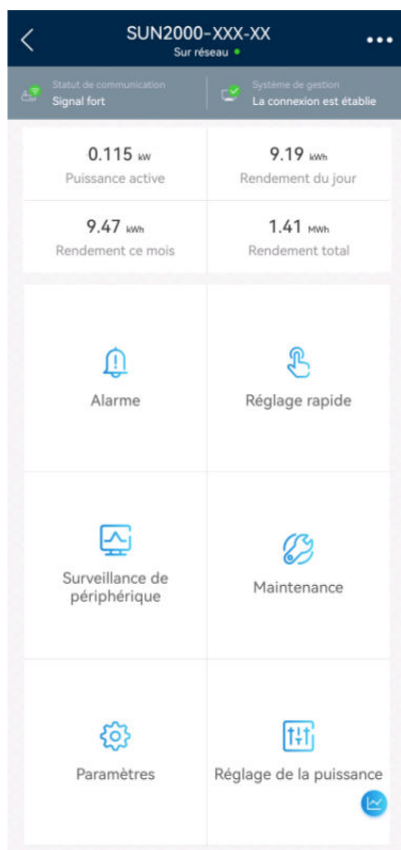 SUN2000-XXX-XX
Sur réseau
Statut de communication
Signal fort
Système de gestion
La connexion est établie
0.115 kW
Puissance active
9.19 kWh
Rendement du jour
9.47 kWh
Rendement ce mois
1.41 MWh
Rendement total
Alarme
Réglage rapide
Surveillance de
périphérique
Maintenance
Paramètres
Réglage de la puissance